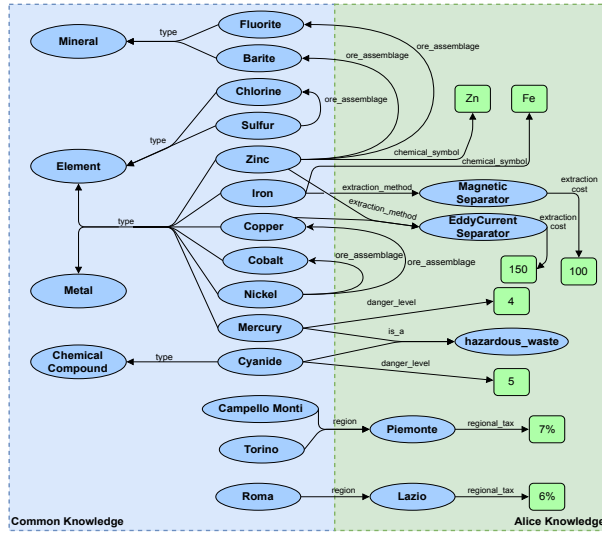 Fluorite
Mineral
type
ore_assemblage
Barite
Chlorine
ore_assemblage
Zn
Fe
Sulfur
type
Zinc
chemical_symbol
Element
chemical_symbol
Iron
extraction_method
Magnetic
Separator
extraction
cost
type
Copper
extraction_method
EddyCurrent
Separator
extraction
cost
Cobalt
ore_assemblage
ore_assemblage
150
100
Metal
Nickel
danger_level
4
Mercury
is_a
hazardous_waste
Chemical
Compound
type
Cyanide
danger_level
5
Campello Monti
region
Piemonte
regional_tax
7%
Torino
Roma
region
Lazio
regional_tax
6%
Common Knowledge
Alice Knowledge